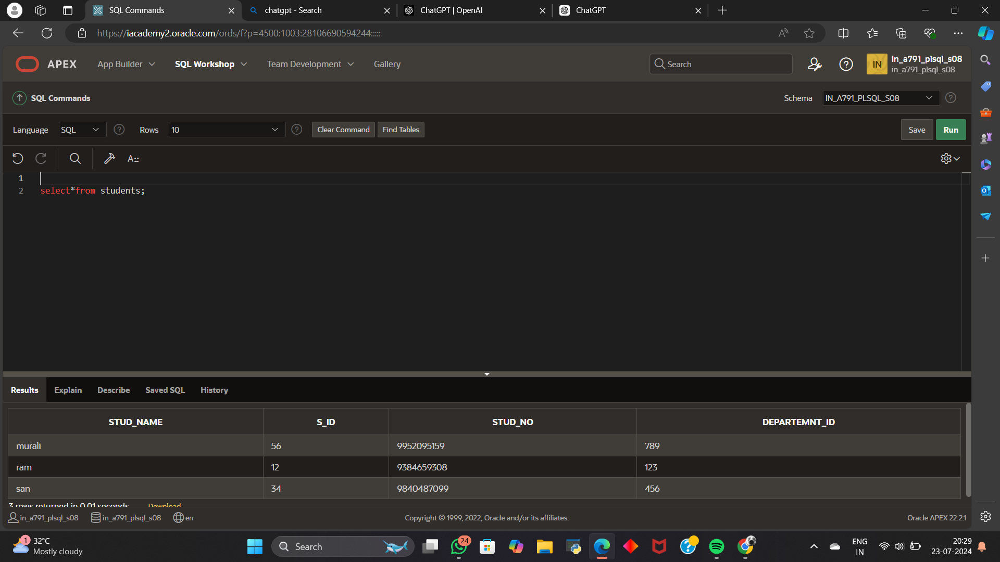 SQL Commands
chatgpt - Search
ChatGPT | OpenAI
ChatGPT
https://iacademy2.oracle.com/ords/f?p=4500:1003:28106690594244:::::
APEX
App Builder
SQL Workshop
Team Development
Gallery
Search
IN
in_a791_plsql_s08
in_a791_plsql_s08
SQL Commands
Schema
IN_A791_PLSQL_S08
Language
SQL
Rows
10
Clear Command
Find Tables
Save
Run
A::
1
2 select*from students;
Results
Explain
Describe
Saved SQL
History
STUD_NAME S_ID STUD_NO DEPARTEMNT_ID
murali 56 9952095159 789
ram 12 9384659308 123
san 34 9840487099 456
3 rows returned in 0.01 seconds Download
in_a791_plsql_s08
in_a791_plsql_s08
en
Copyright © 1999, 2022, Oracle and/or its affiliates.
Oracle APEX 22.2.1
1
32°C
Mostly cloudy
Search
24
ENG
IN
20:29
23-07-2024